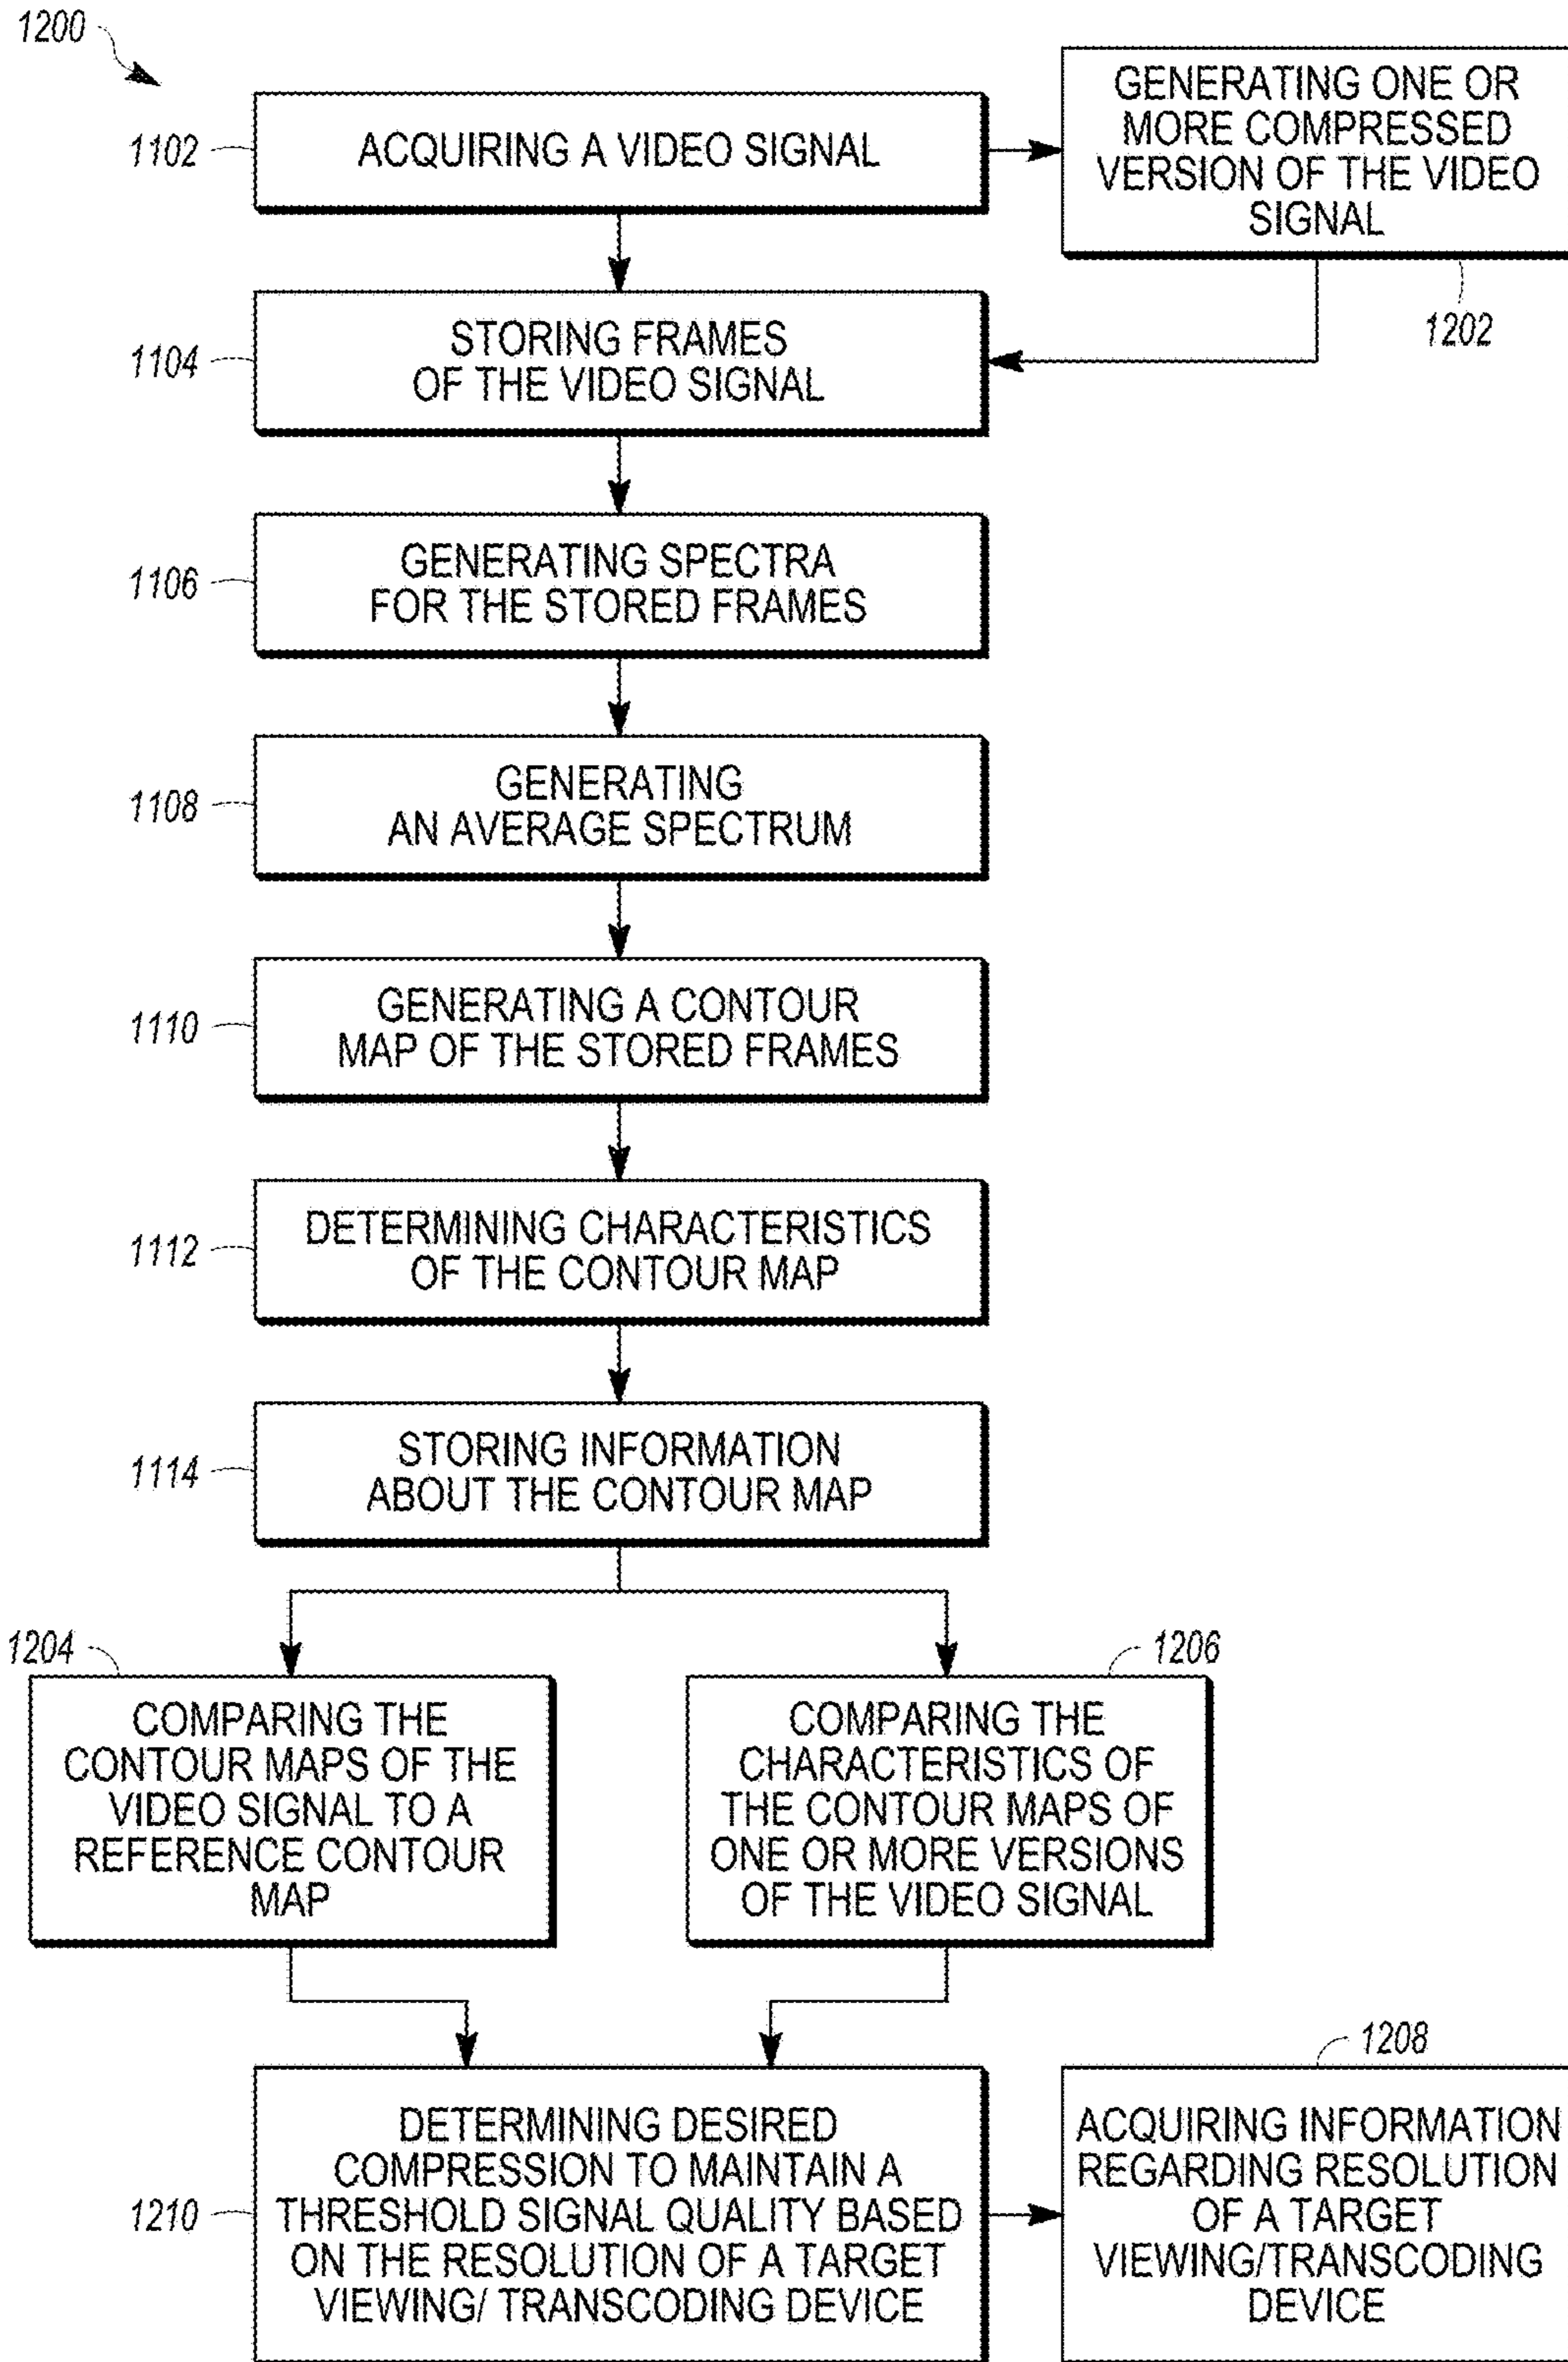 1200
1102
ACQUIRING A VIDEO SIGNAL
GENERATING ONE OR
MORE COMPRESSED
VERSION OF THE VIDEO
SIGNAL
1202
1104
STORING FRAMES
OF THE VIDEO SIGNAL
1106
GENERATING SPECTRA
FOR THE STORED FRAMES
1108
GENERATING
AN AVERAGE SPECTRUM
1110
GENERATING A CONTOUR
MAP OF THE STORED FRAMES
1112
DETERMINING CHARACTERISTICS
OF THE CONTOUR MAP
1114
STORING INFORMATION
ABOUT THE CONTOUR MAP
1204
COMPARING THE
CONTOUR MAPS OF THE
VIDEO SIGNAL TO A
REFERENCE CONTOUR
MAP
1206
COMPARING THE
CHARACTERISTICS OF
THE CONTOUR MAPS OF
ONE OR MORE VERSIONS
OF THE VIDEO SIGNAL
1210
DETERMINING DESIRED
COMPRESSION TO MAINTAIN A
THRESHOLD SIGNAL QUALITY BASED
ON THE RESOLUTION OF A TARGET
VIEWING/ TRANSCODING DEVICE
1208
ACQUIRING INFORMATION
REGARDING RESOLUTION
OF A TARGET
VIEWING/TRANSCODING
DEVICE